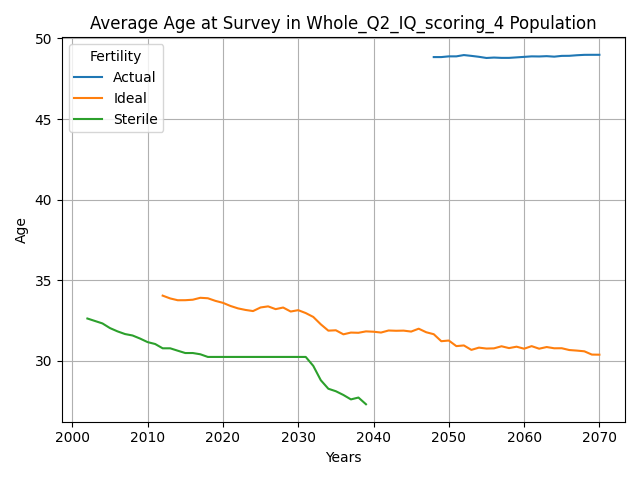 Average Age at Survey in Whole_Q2_IQ_scoring_4 Population
Fertility
Actual
Ideal
Sterile
Age
50
45
40
35
30
2000 2010 2020 2030 2040 2050 2060 2070
Years